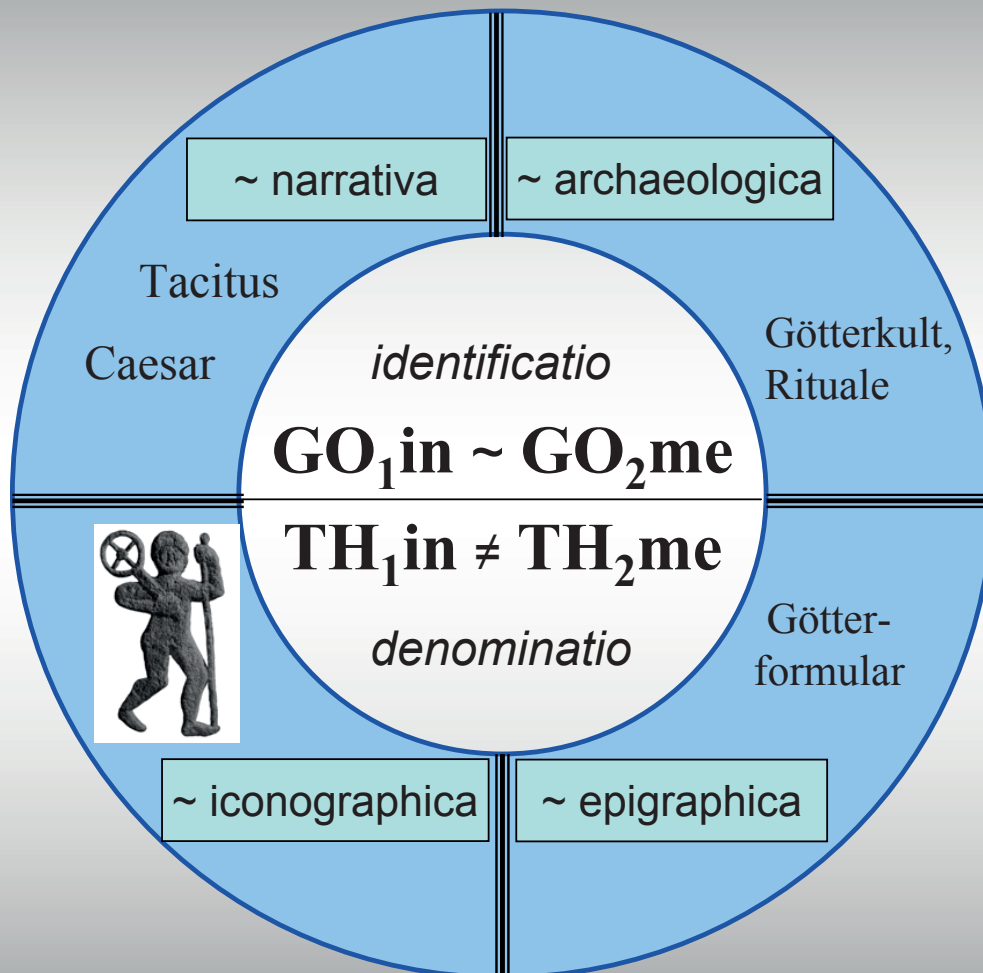 ~ narrativa
~ archaeologica
Tacitus
Caesar
Götterkult,
Rituale
identificatio
GO₁in ~ GO₂me
TH₁in ≠ TH₂me
denominatio
Götter-
formular
~ iconographica
~ epigraphica